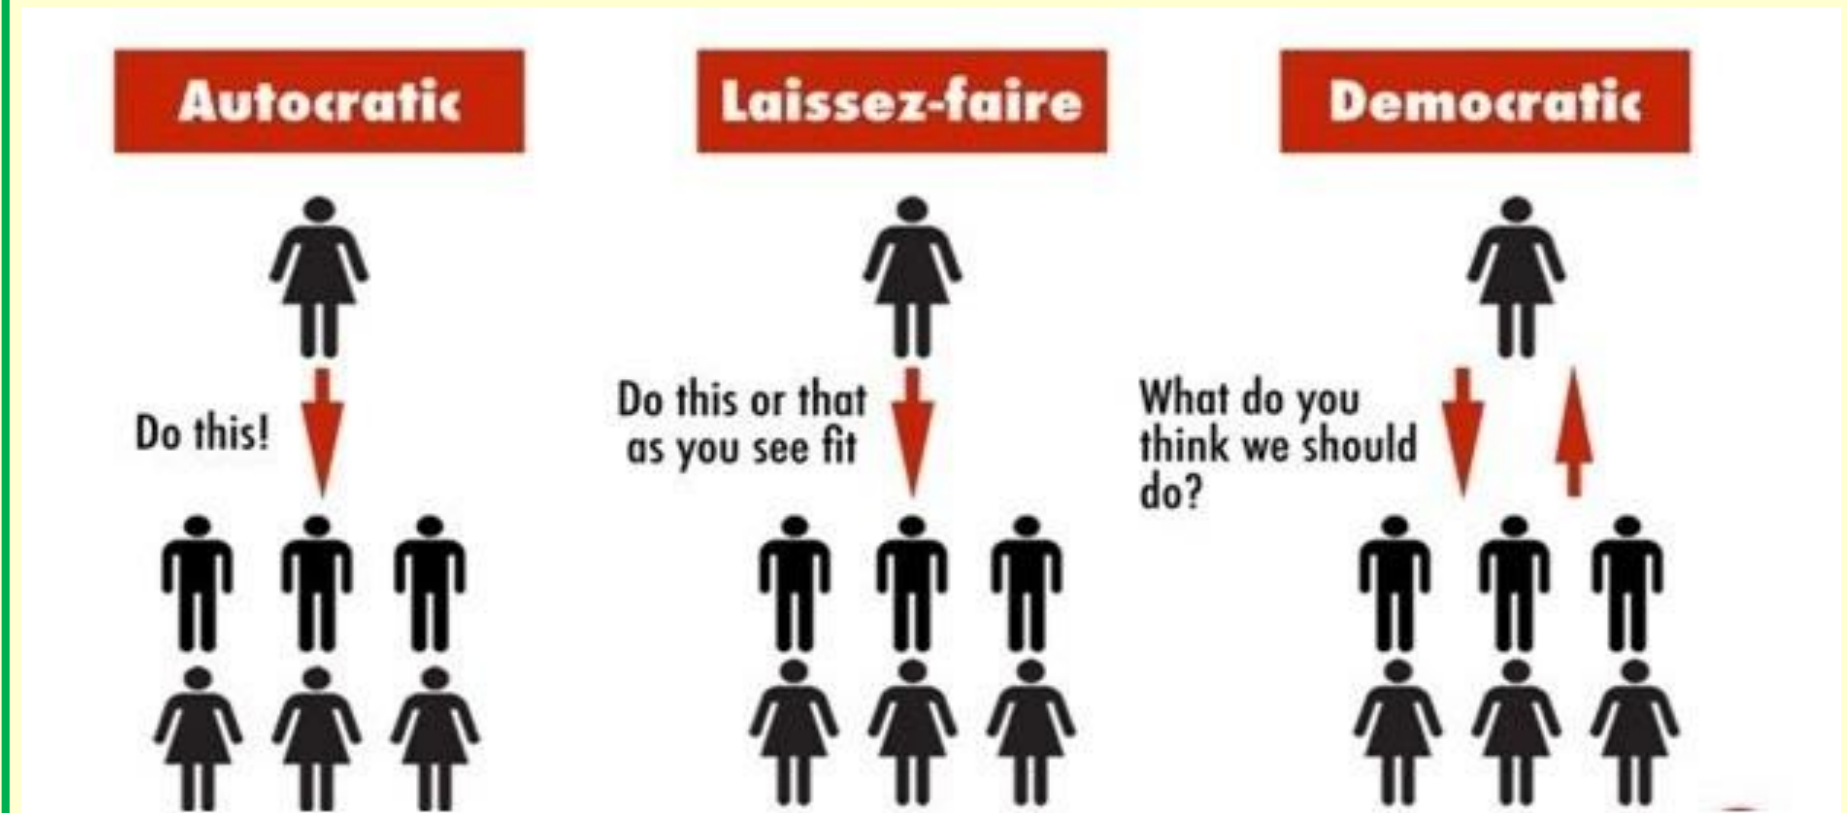 Autocratic
Laissez-faire
Democratic
Do this!
Do this or that
as you see fit
What do you
think we should
do?